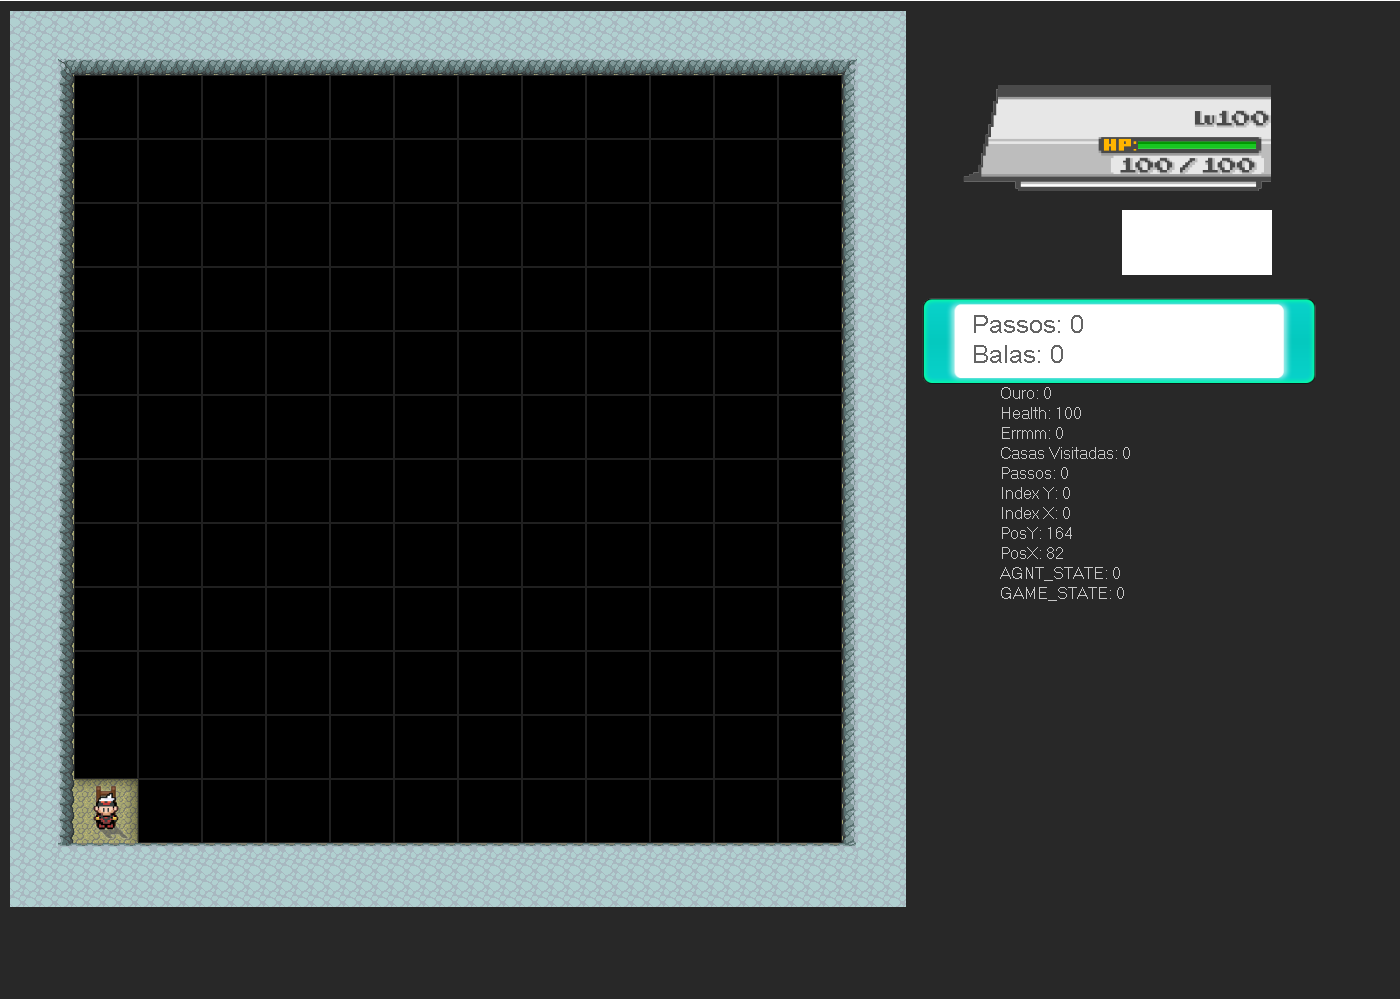 Lv100
HP:
100 / 100
Passos: 0
Balas: 0
Ouro: 0
Health: 100
Errmm: 0
Casas Visitadas: 0
Passos: 0
Index Y: 0
Index X: 0
PosY: 164
PosX: 82
AGNT_STATE: 0
GAME_STATE: 0